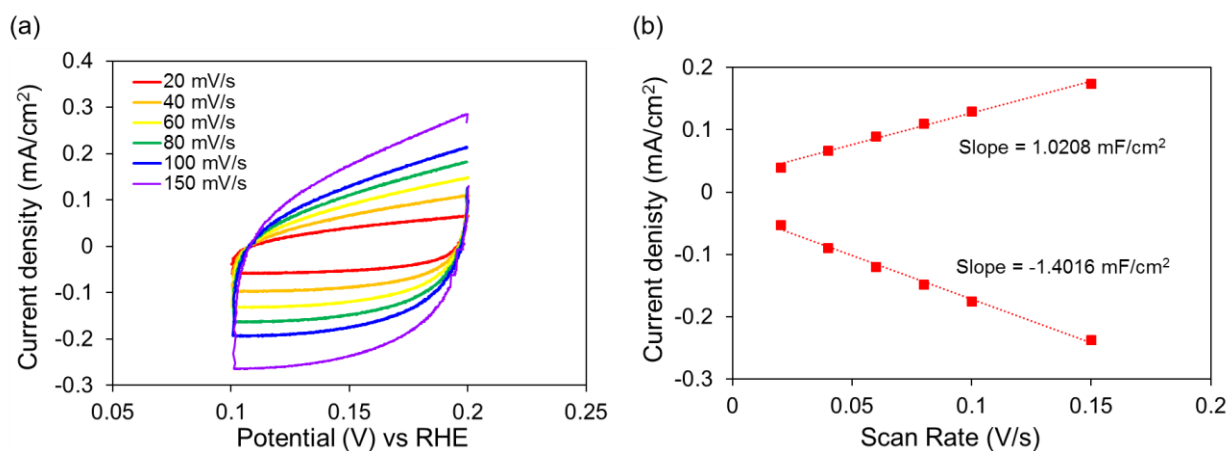 (a)
0.4
0.3
0.2
0.1
0
-0.1
-0.2
-0.3
Current density (mA/cm²)
20 mV/s
40 mV/s
60 mV/s
80 mV/s
100 mV/s
150 mV/s
0.05
0.1
0.15
0.2
0.25
Potential (V) vs RHE
(b)
0.2
0.1
0
-0.1
-0.2
-0.3
Current denisty (mA/cm²)
Slope = 1.0208 mF/cm²
Slope = -1.4016 mF/cm²
0
0.05
0.1
0.15
0.2
Scan Rate (V/s)